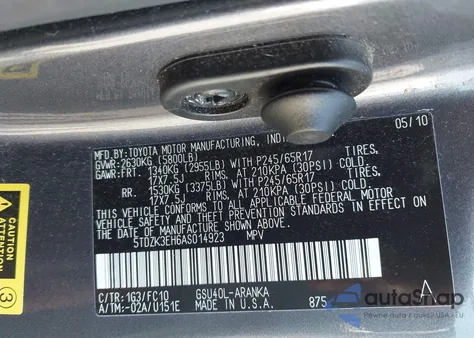 MFD.BY:TOYOTA MOTOR MANUFACTURING, INDI 05/10
GVWR:2630KG (5800LB)
GAWR:FRT. 1340KG (2955LB)WITH P245/65R17 TIRES.
17X7.5J RIMS, AT 210KPA (30PSI) COLD.
RR. 1530KG (3375LB)WITH P245/65R17 TIRES.
17X7.5J RIMS, AT 210KPA (30PSI) COLD.
THIS VEHICLE CONFORMS TO ALL APPLICABLE FEDERAL MOTOR
VEHICLE SAFETY STANDARDS IN EFFECT ON THE DATE OF
MANUFACTURE SHOWN ABOVE.
5TDZK3EH6AS014923 MPV
C/TR:1G3/FC10 GSU40L-ARANKA
A/TM:-02A/U151E MADE IN U.S.A. 875
ATTENTION
3
autoSnap